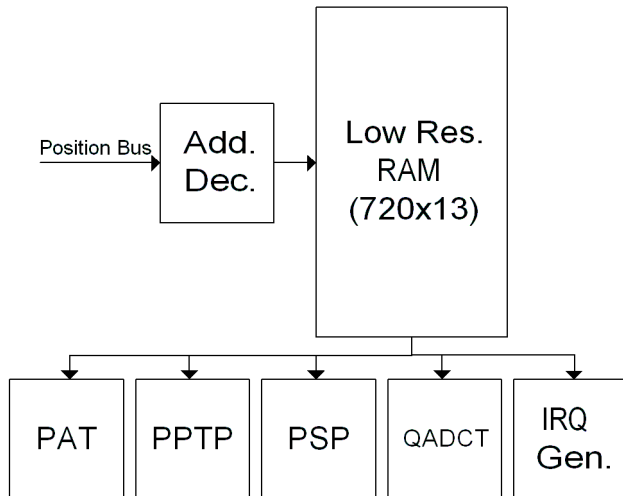 Position Bus
Add.
Dec.
Low Res.
RAM
(720x13)
PAT
PPTP
PSP
QADCT
IRQ
Gen.